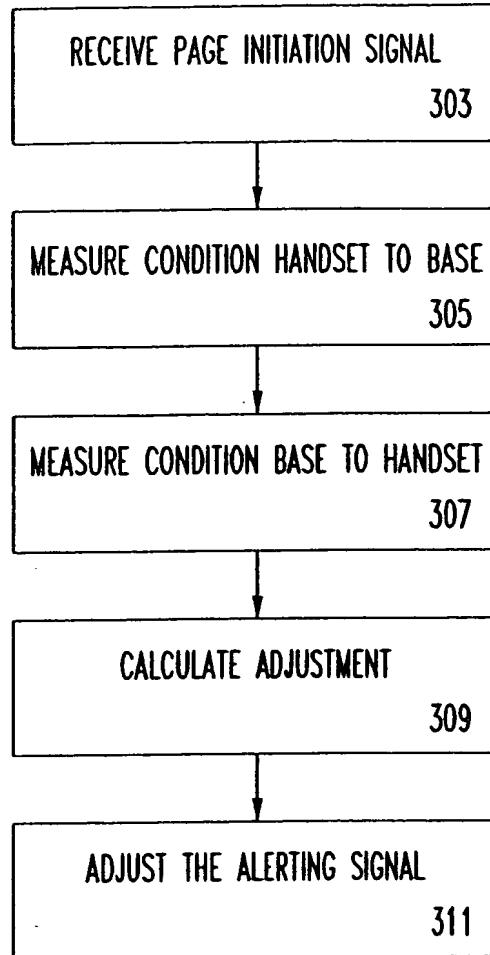 RECEIVE PAGE INITIATION SIGNAL
303
MEASURE CONDITION HANDSET TO BASE
305
MEASURE CONDITION BASE TO HANDSET
307
CALCULATE ADJUSTMENT
309
ADJUST THE ALERTING SIGNAL
311